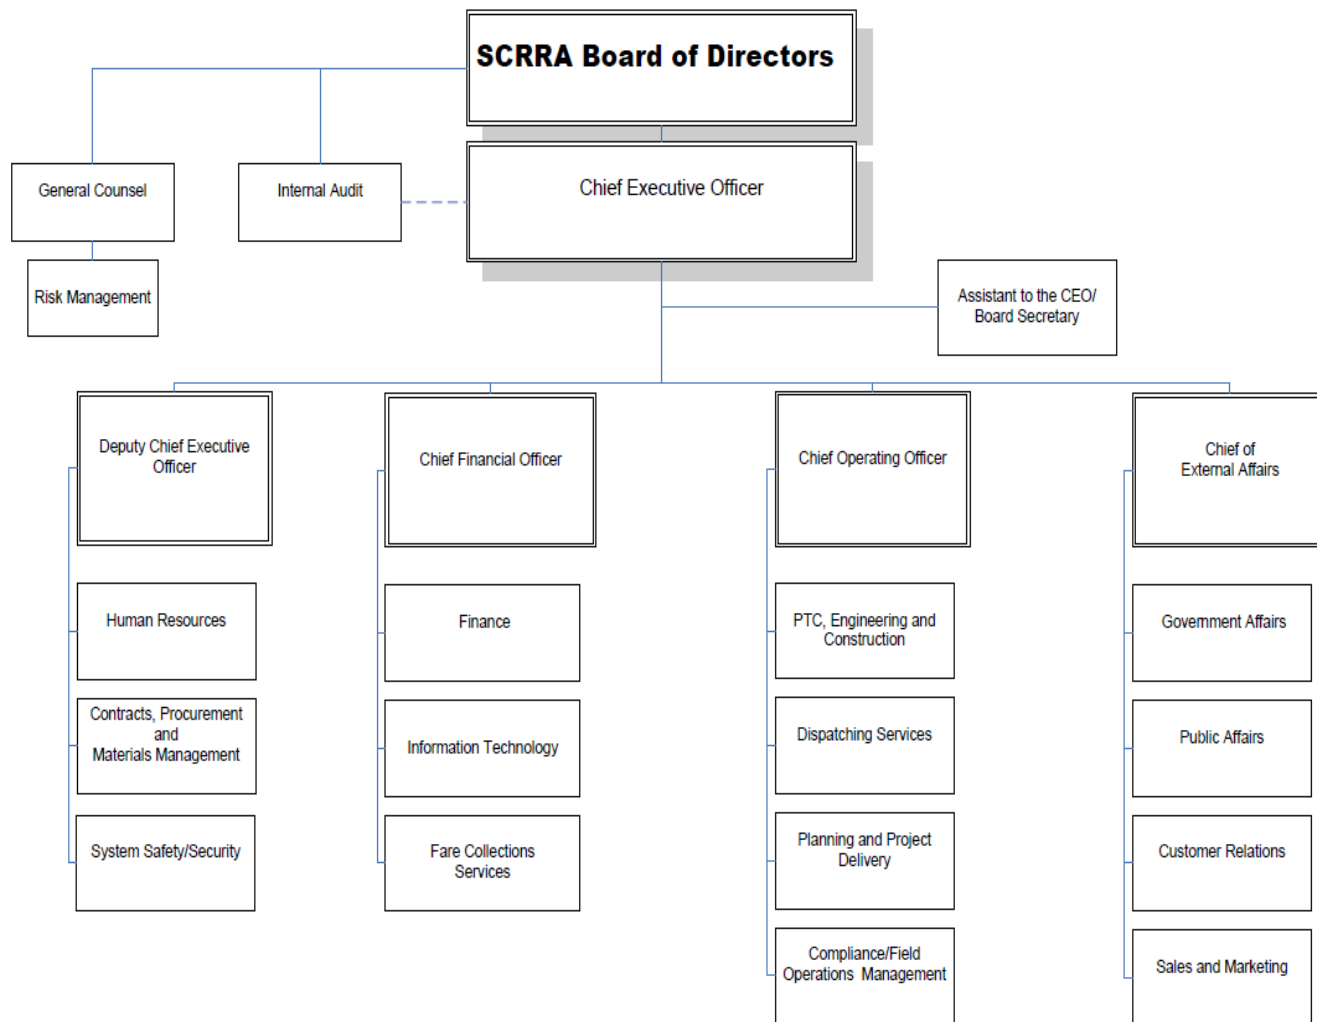 SCRRA Board of Directors
General Counsel
Internal Audit
Chief Executive Officer
Risk Management
Assistant to the CEO/
Board Secretary
Deputy Chief Executive
Officer
Chief Financial Officer
Chief Operating Officer
Chief of
External Affairs
Human Resources
Finance
PTC, Engineering and
Construction
Government Affairs
Contracts, Procurement
and
Materials Management
Information Technology
Dispatching Services
Public Affairs
System Safety/Security
Fare Collections
Services
Planning and Project
Delivery
Customer Relations
Compliance/Field
Operations Management
Sales and Marketing